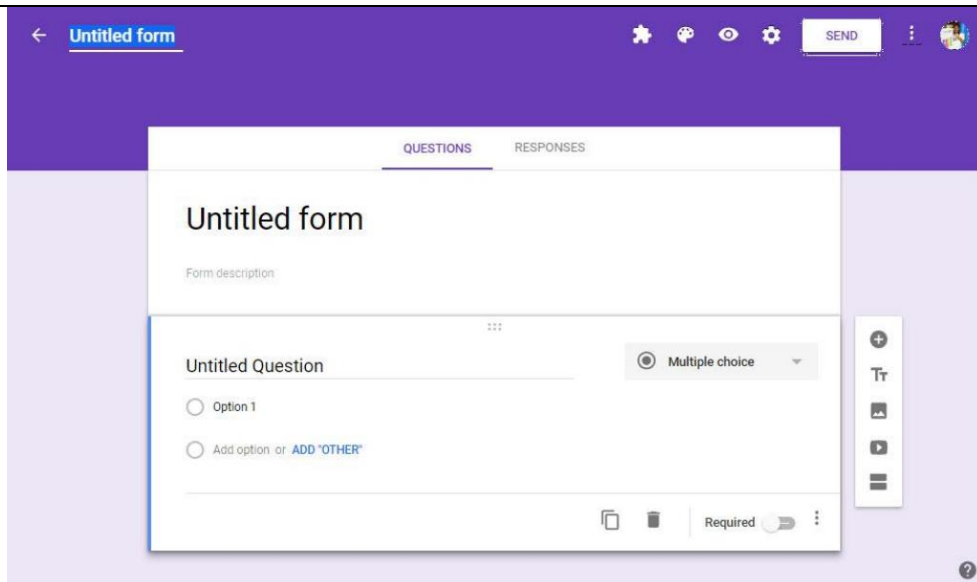 Untitled form
SEND
QUESTIONS RESPONSES
Untitled form
Form description
Untitled Question
Multiple choice
Option 1
Add option or ADD "OTHER"
Required